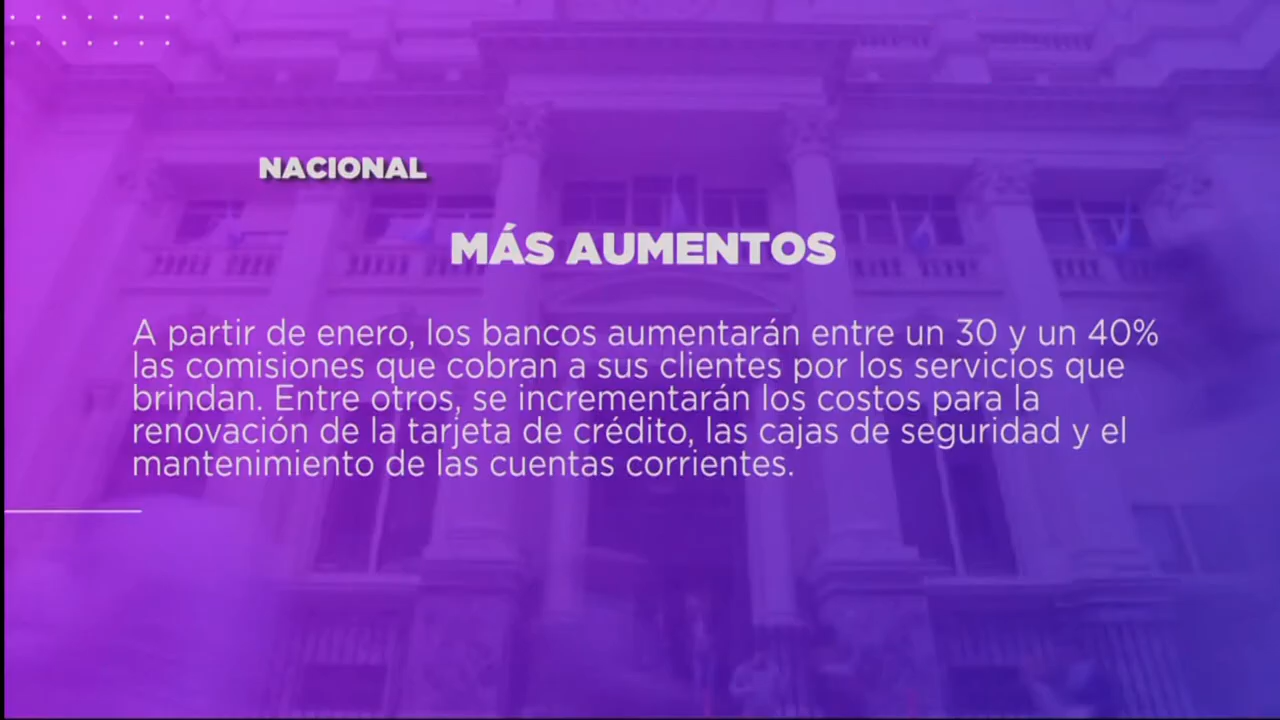 NACIONAL
MÁS AUMENTOS
A partir de enero, los bancos aumentarán entre un 30 y un 40%
las comisiones que cobran a sus clientes por los servicios que
brindan. Entre otros, se incrementarán los costos para la
renovación de la tarjeta de crédito, las cajas de seguridad y el
mantenimiento de las cuentas corrientes.